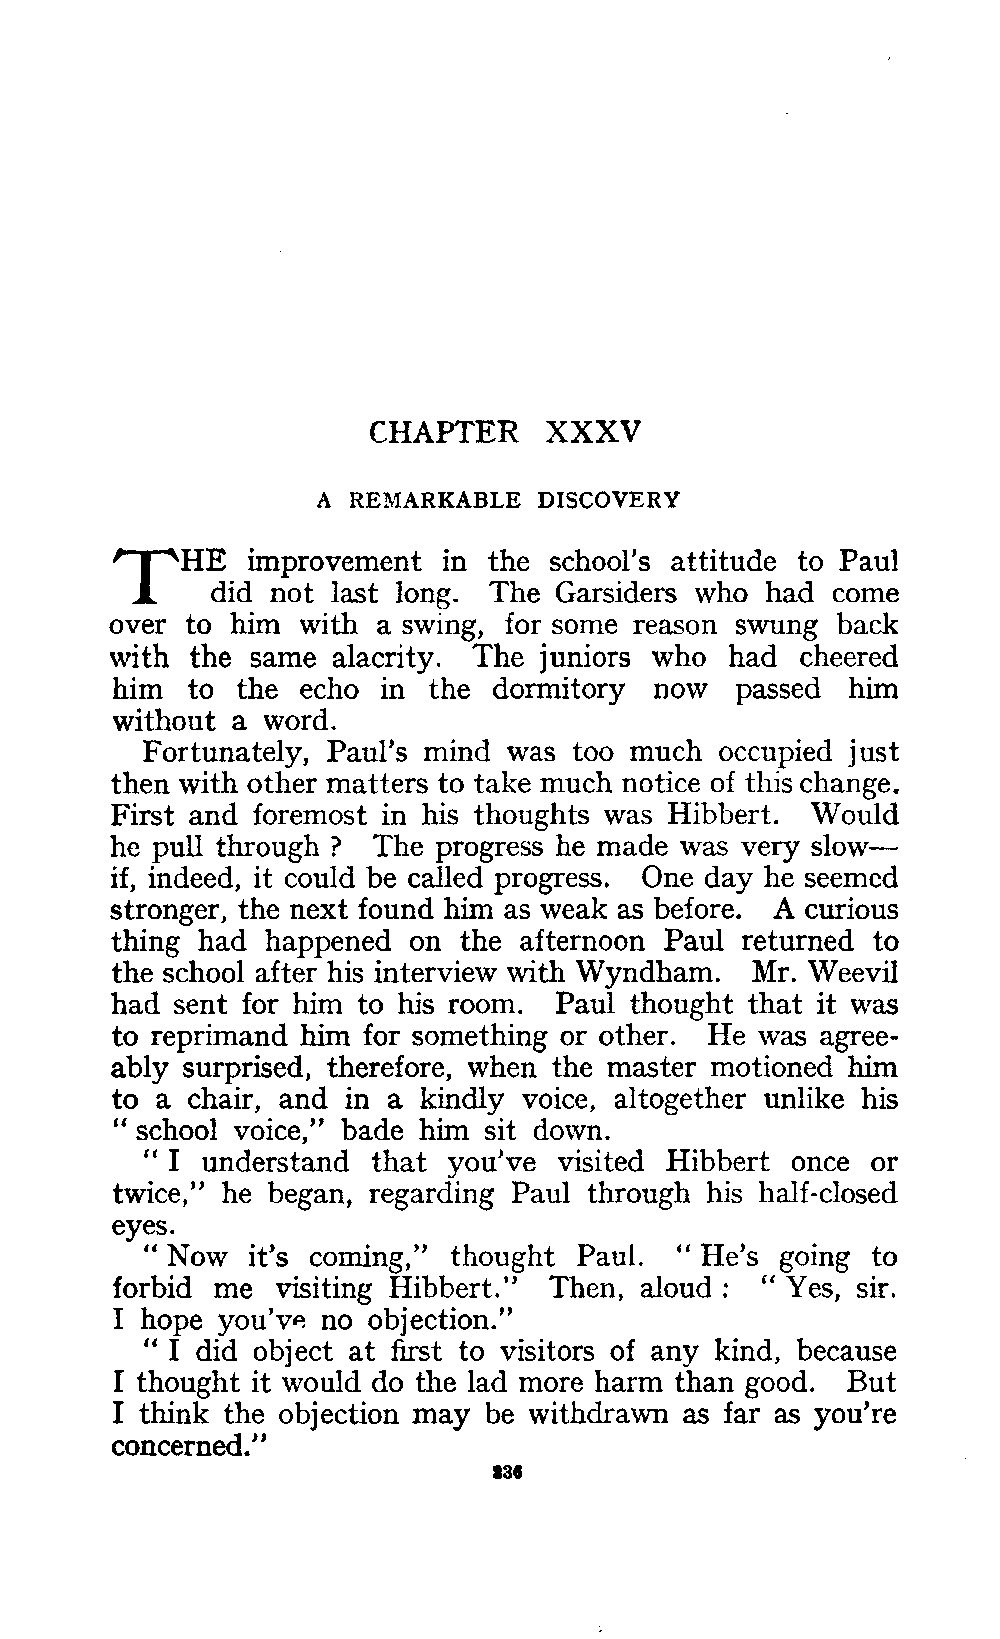 CHAPTER XXXV
A REMARKABLE DISCOVERY
THE improvement in the school's attitude to Paul
did not last long. The Garsiders who had come
over to him with a swing, for some reason swung back
with the same alacrity. The juniors who had cheered
him to the echo in the dormitory now passed him
without a word.
Fortunately, Paul's mind was too much occupied just
then with other matters to take much notice of this change.
First and foremost in his thoughts was Hibbert. Would
he pull through ? The progress he made was very slow—
if, indeed, it could be called progress. One day he seemed
stronger, the next found him as weak as before. A curious
thing had happened on the afternoon Paul returned to
the school after his interview with Wyndham. Mr. Weevil
had sent for him to his room. Paul thought that it was
to reprimand him for something or other. He was agree-
ably surprised, therefore, when the master motioned him
to a chair, and in a kindly voice, altogether unlike his
" school voice," bade him sit down.
" I understand that you've visited Hibbert once or
twice," he began, regarding Paul through his half-closed
eyes.
" Now it's coming," thought Paul. " He's going to
forbid me visiting Hibbert." Then, aloud : " Yes, sir.
I hope you've no objection."
" I did object at first to visitors of any kind, because
I thought it would do the lad more harm than good. But
I think the objection may be withdrawn as far as you're
concerned."
236